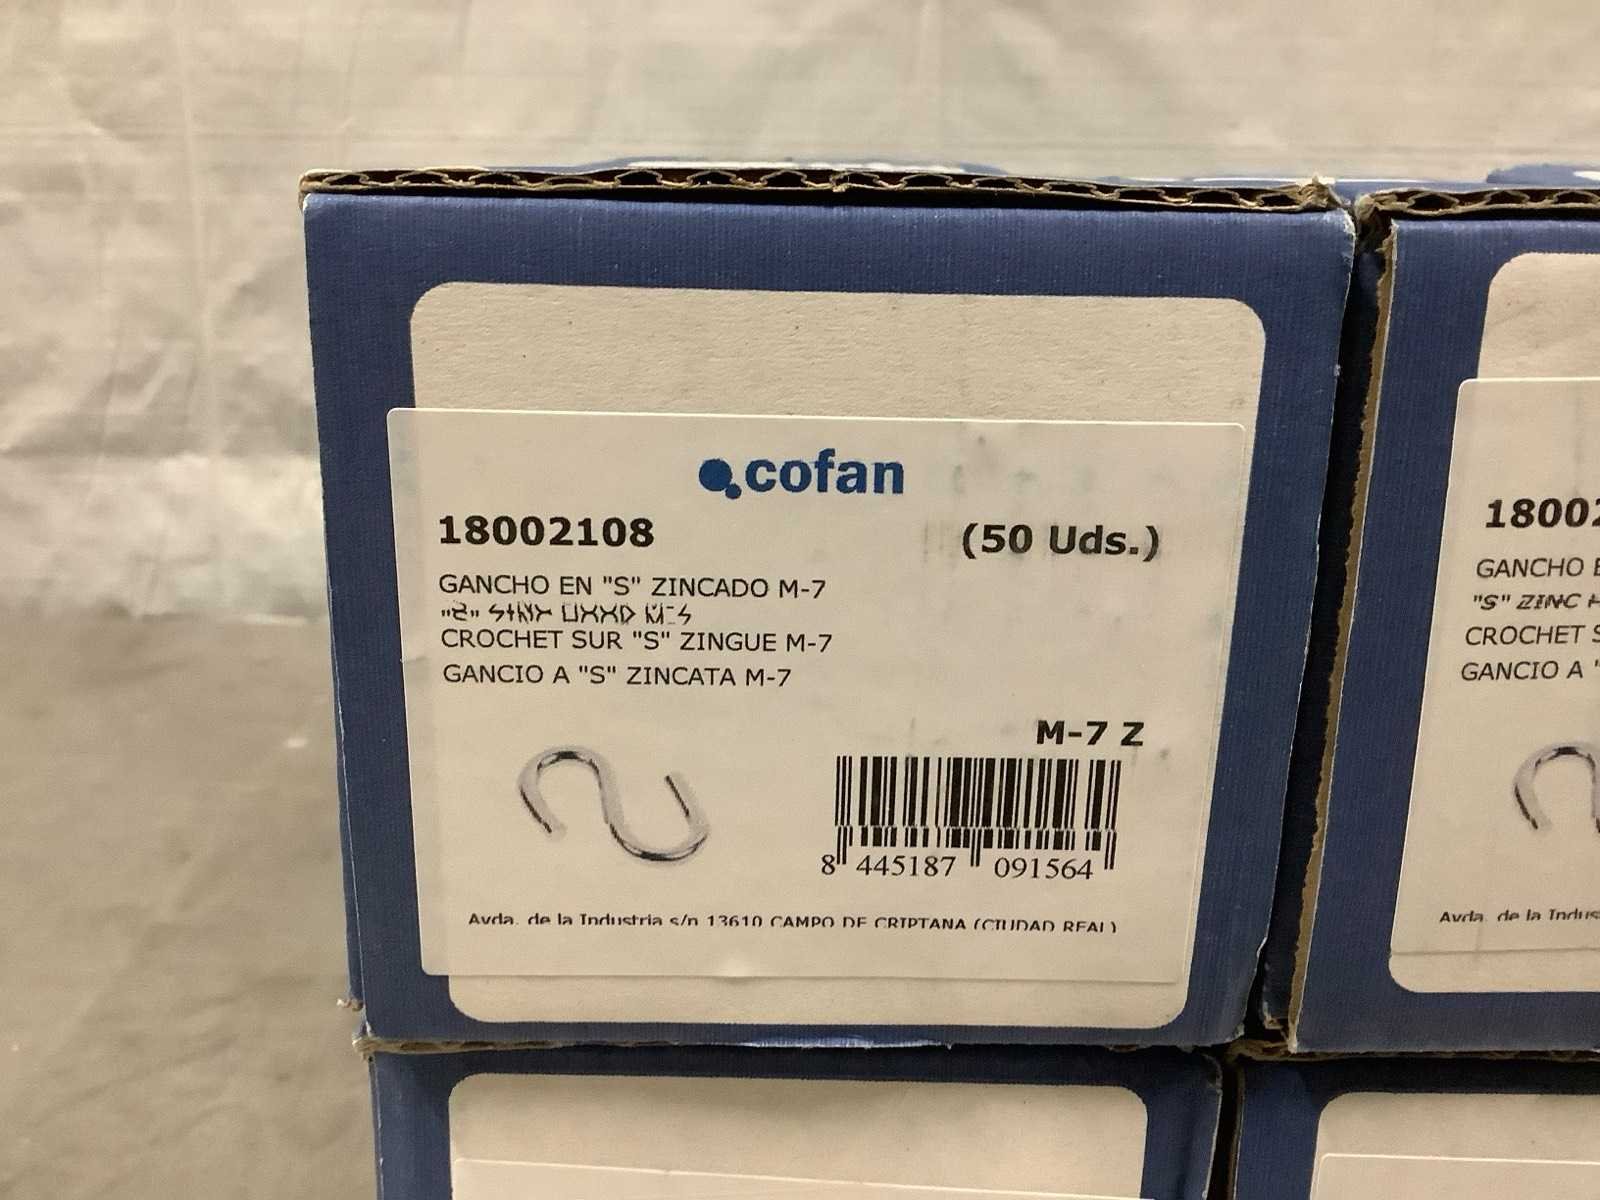 cofan
18002108 (50 Uds.)
GANCHO EN "S" ZINCADO M-7
CROCHET SUR "S" ZINGUE M-7
GANCIO A "S" ZINCATA M-7
M-7 Z
8 445187 091564
Avda. de la Industria s/n 13610 CAMPO DE CRIPTANA (CIUDAD REAL)
18002
GANCHO E
"S" ZINC
CROCHET S
GANCIO A "
Avda. de la Indus